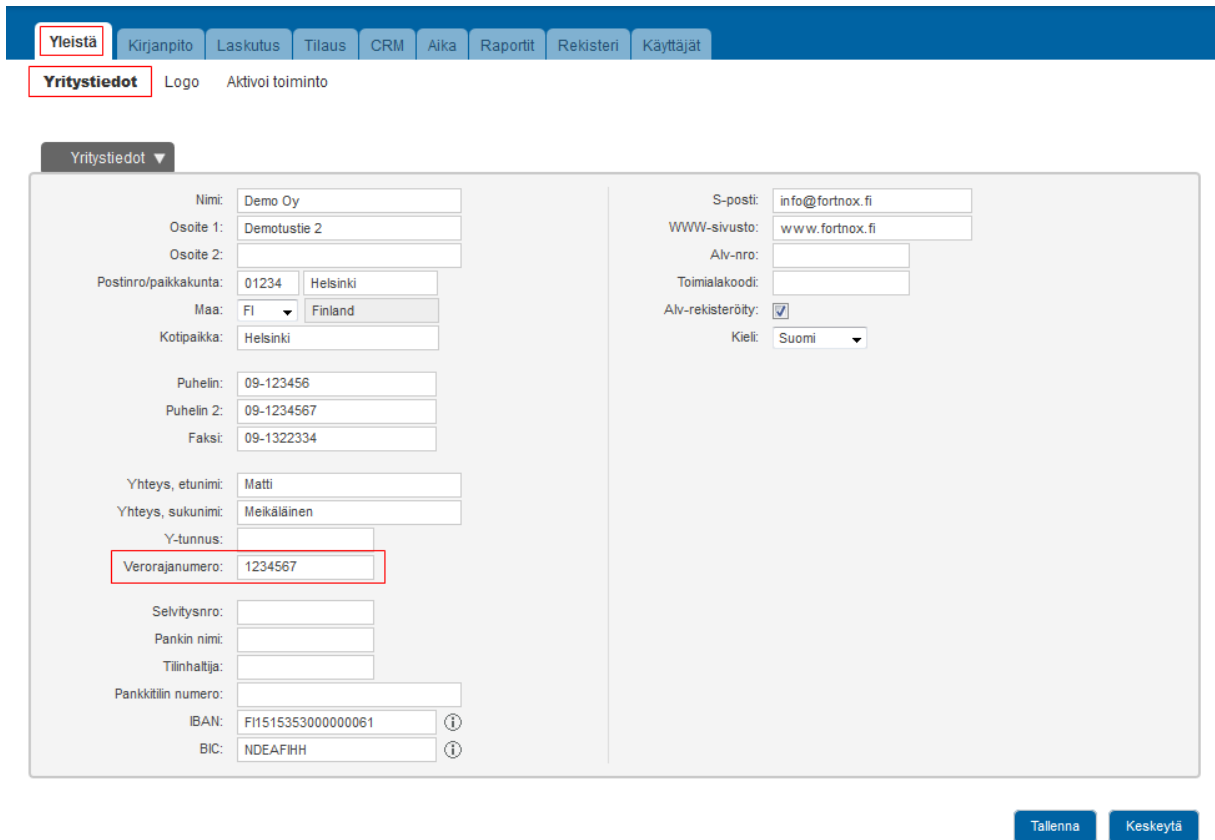 Yleistä Kirjanpito Laskutus Tilaus CRM Aika Raportit Rekisteri Käyttäjät
Yritystiedot Logo Aktivoi toiminto
Yritystiedot ▼
Nimi: Demo Oy
Osoite 1: Demotustie 2
Osoite 2:
Postinro/paikkakunta: 01234 Helsinki
Maa: FI Finland
Kotipaikka: Helsinki
Puhelin: 09-123456
Puhelin 2: 09-1234567
Faksi: 09-1322334
Yhteys, etunimi: Matti
Yhteys, sukunimi: Meikäläinen
Y-tunnus:
Verorajanumero: 1234567
Selvitysnro:
Pankin nimi:
Tilinhaltija:
Pankkitilin numero:
IBAN: FI1515353000000061
BIC: NDEAFIHH
S-posti: info@fortnox.fi
WWW-sivusto: www.fortnox.fi
Alv-nro:
Toimialakoodi:
Alv-rekisteröity:
Kieli: Suomi
Tallenna Keskeytä